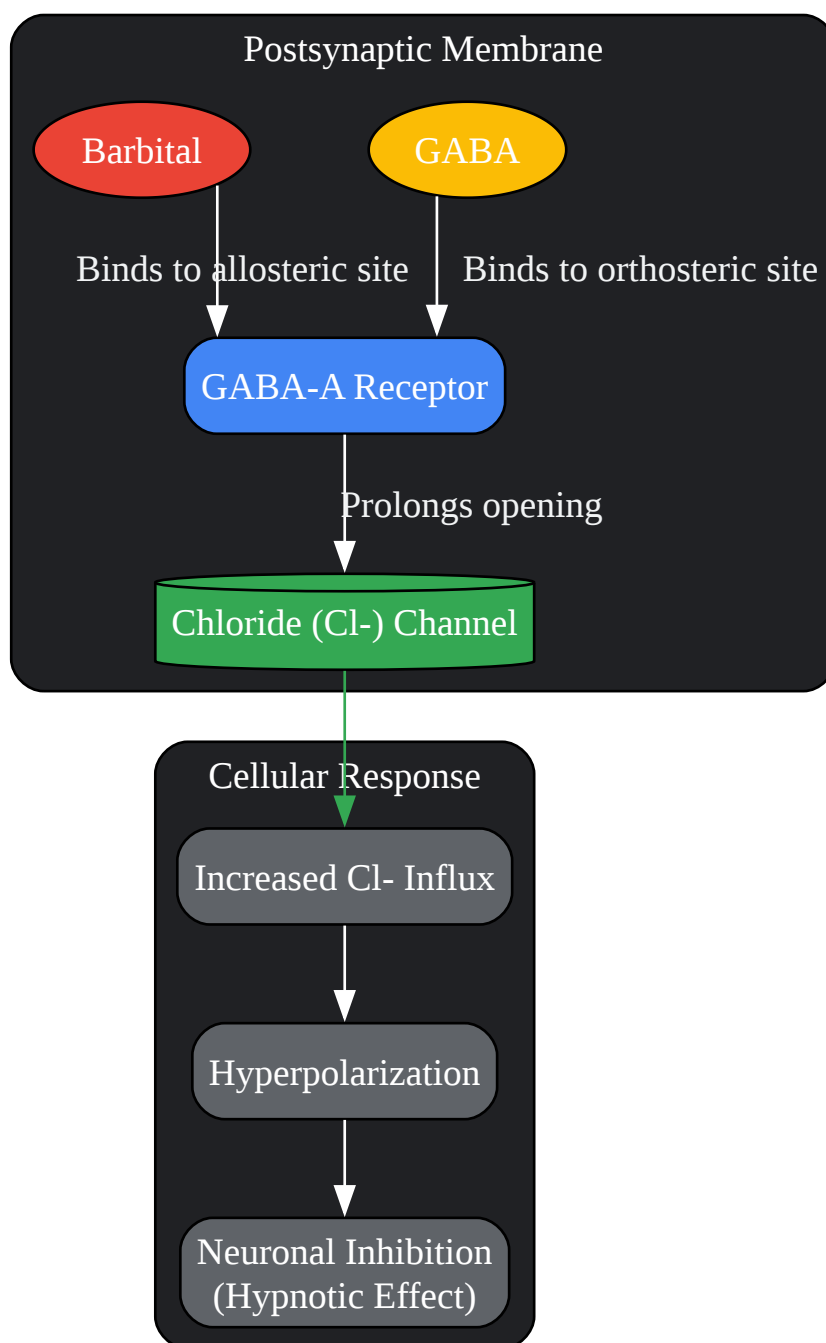 Postsynaptic Membrane
Barbital
GABA
Binds to allosteric site
Binds to orthosteric site
GABA-A Receptor
Prolongs opening
Chloride (Cl-) Channel
Cellular Response
Increased Cl- Influx
Hyperpolarization
Neuronal Inhibition
(Hypnotic Effect)